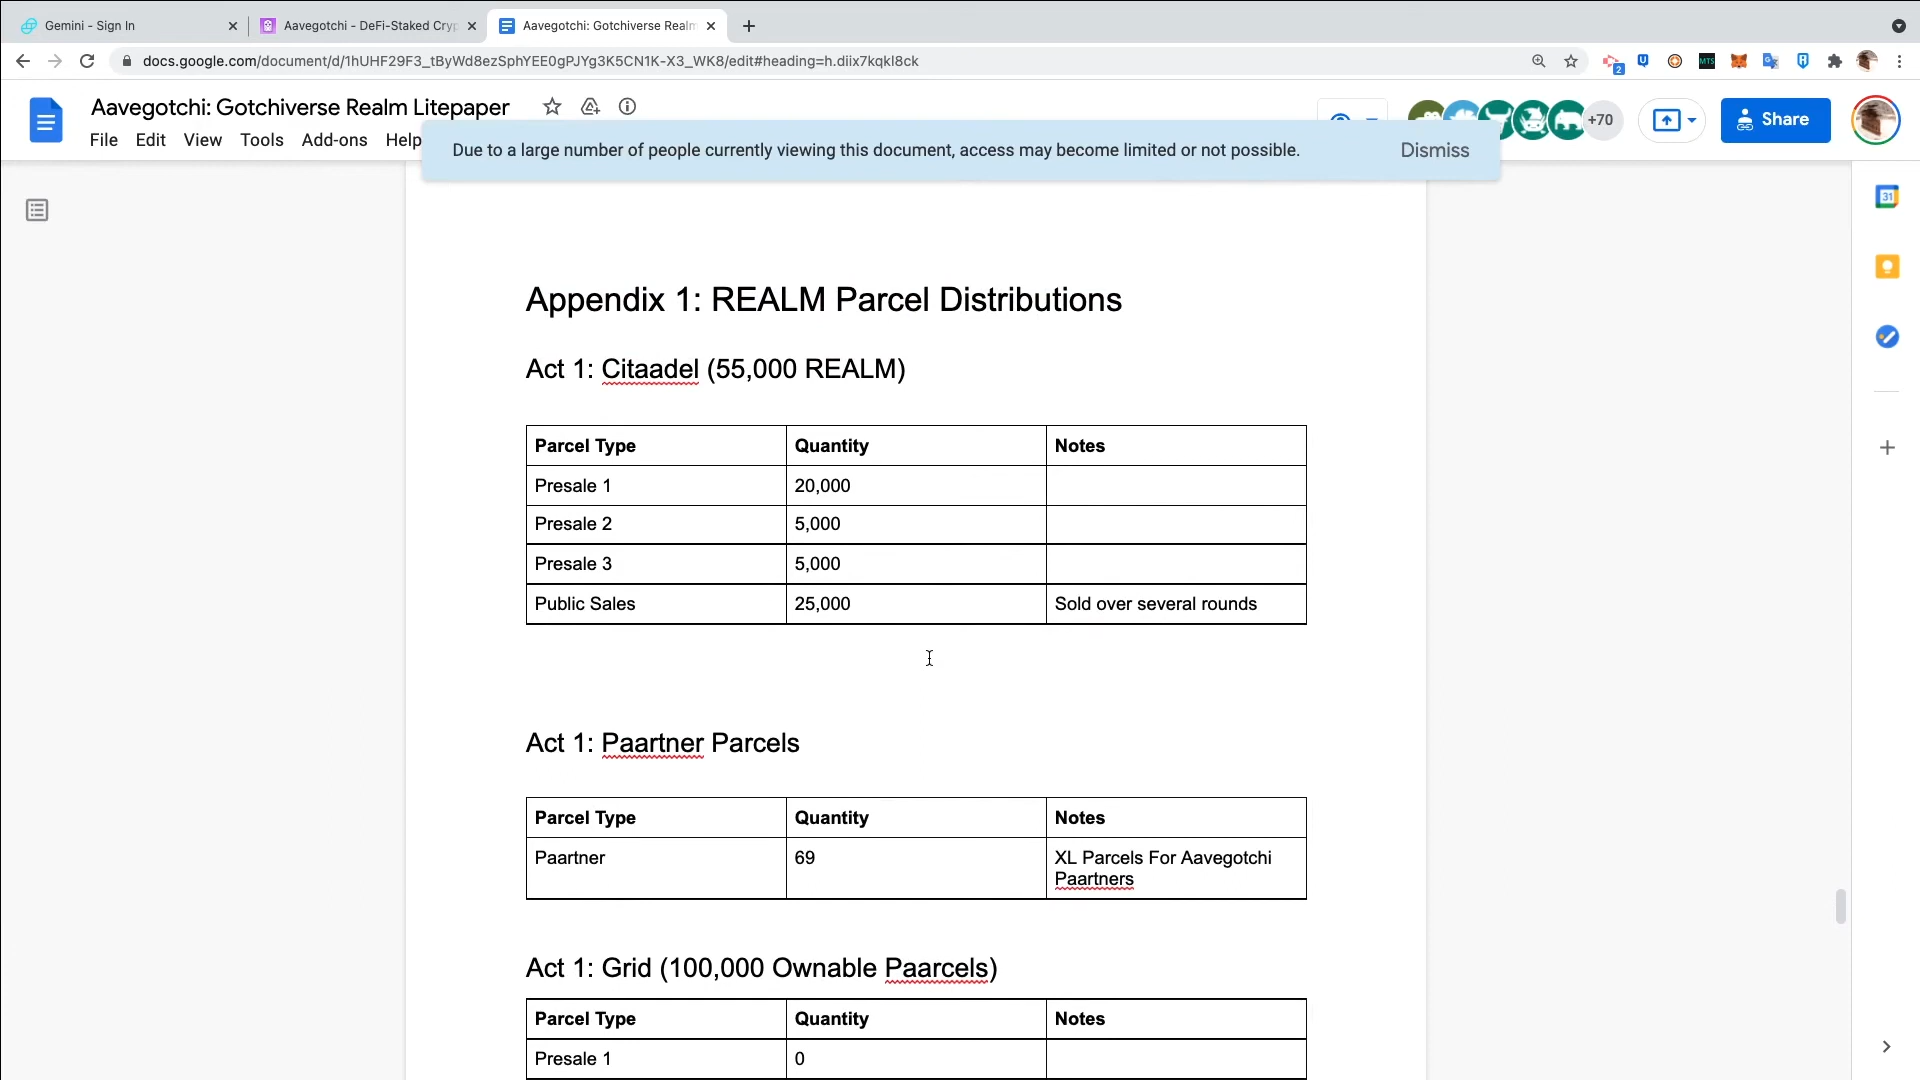 Gemini - Sign In
Aavegotchi - DeFi-Staked Cryp
Aavegotchi: Gotchiverse Realm
docs.google.com/document/d/1hUHF29F3_tByWd8ezSphYEE0gPJYg3K5CN1K-X3_WK8/edit#heading=h.diix7kqkl8ck
2
MTS
Aavegotchi: Gotchiverse Realm Litepaper
File Edit View Tools Add-ons Help
+70
Share
Due to a large number of people currently viewing this document, access may become limited or not possible. Dismiss
31
Appendix 1: REALM Parcel Distributions
Act 1: Citaadel (55,000 REALM)
Parcel Type Quantity Notes
Presale 1 20,000
Presale 2 5,000
Presale 3 5,000
Public Sales 25,000 Sold over several rounds
Act 1: Paartner Parcels
Parcel Type Quantity Notes
Paartner 69 XL Parcels For Aavegotchi
Paartners
Act 1: Grid (100,000 Ownable Paarcels)
Parcel Type Quantity Notes
Presale 1 0